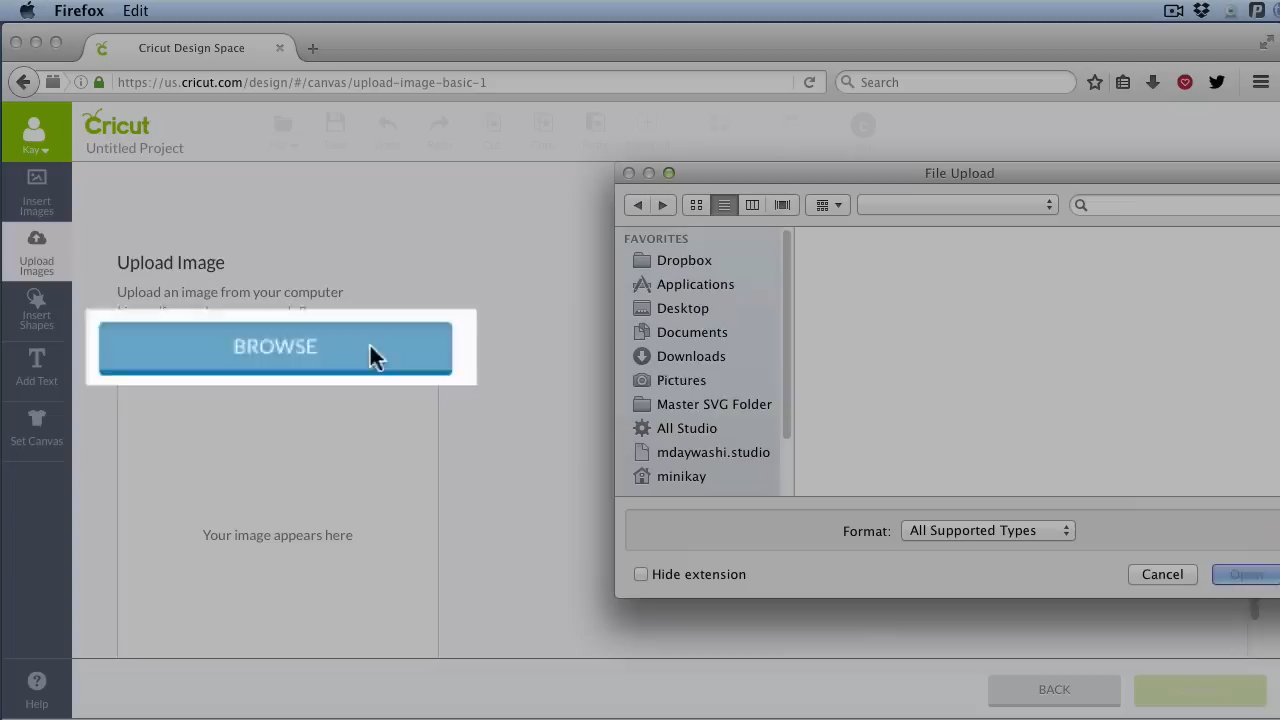 Firefox Edit
Cricut Design Space
https://us.cricut.com/design/#/canvas/upload-image-basic-1
Search
Kay
Cricut
Untitled Project
Insert
Images
Upload
Images
Insert
Shapes
Add Text
Set Canvas
Help
Upload Image
Upload an image from your computer
BROWSE
Your image appears here
File Upload
FAVORITES
Dropbox
Applications
Desktop
Documents
Downloads
Pictures
Master SVG Folder
All Studio
mdaywashi.studio
minikay
Format: All Supported Types
Hide extension
Cancel
Open
BACK